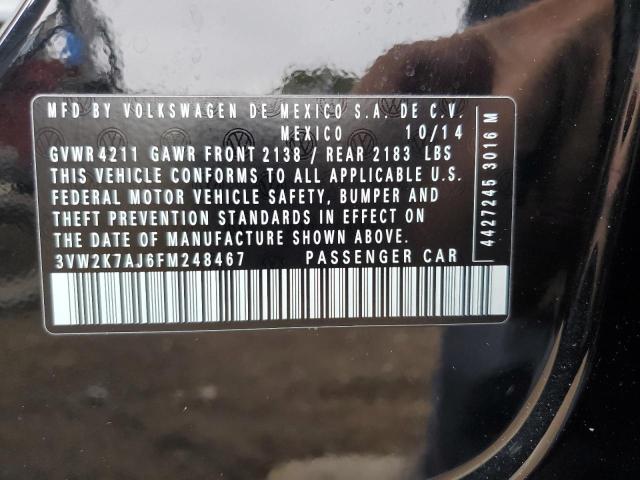 MFD BY VOLKSWAGEN DE MEXICO S.A. DE C.V.
MEXICO 10/14
GVWR 4211 GAWR FRONT 2138 / REAR 2183 LBS
THIS VEHICLE CONFORMS TO ALL APPLICABLE U.S.
FEDERAL MOTOR VEHICLE SAFETY, BUMPER AND
THEFT PREVENTION STANDARDS IN EFFECT ON
THE DATE OF MANUFACTURE SHOWN ABOVE.
3VW2K7AJ6FM248467 PASSENGER CAR
4427245 3016 M